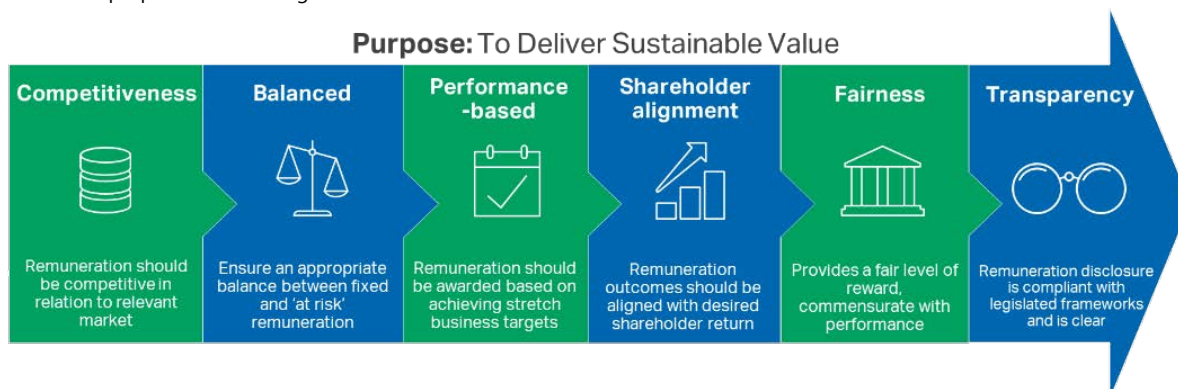 Purpose: To Deliver Sustainable Value
Competitiveness
Remuneration should
be competitive in
relation to relevant
market
Balanced
Ensure an appropriate
balance between fixed
and 'at risk'
remuneration
Performance
-based
Remuneration should
be awarded based on
achieving stretch
business targets
Shareholder
alignment
Remuneration
outcomes should be
aligned with desired
shareholder return
Fairness
Provides a fair level of
reward,
commensurate with
performance
Transparency
Remuneration disclosure
is compliant with
legislated frameworks
and is clear